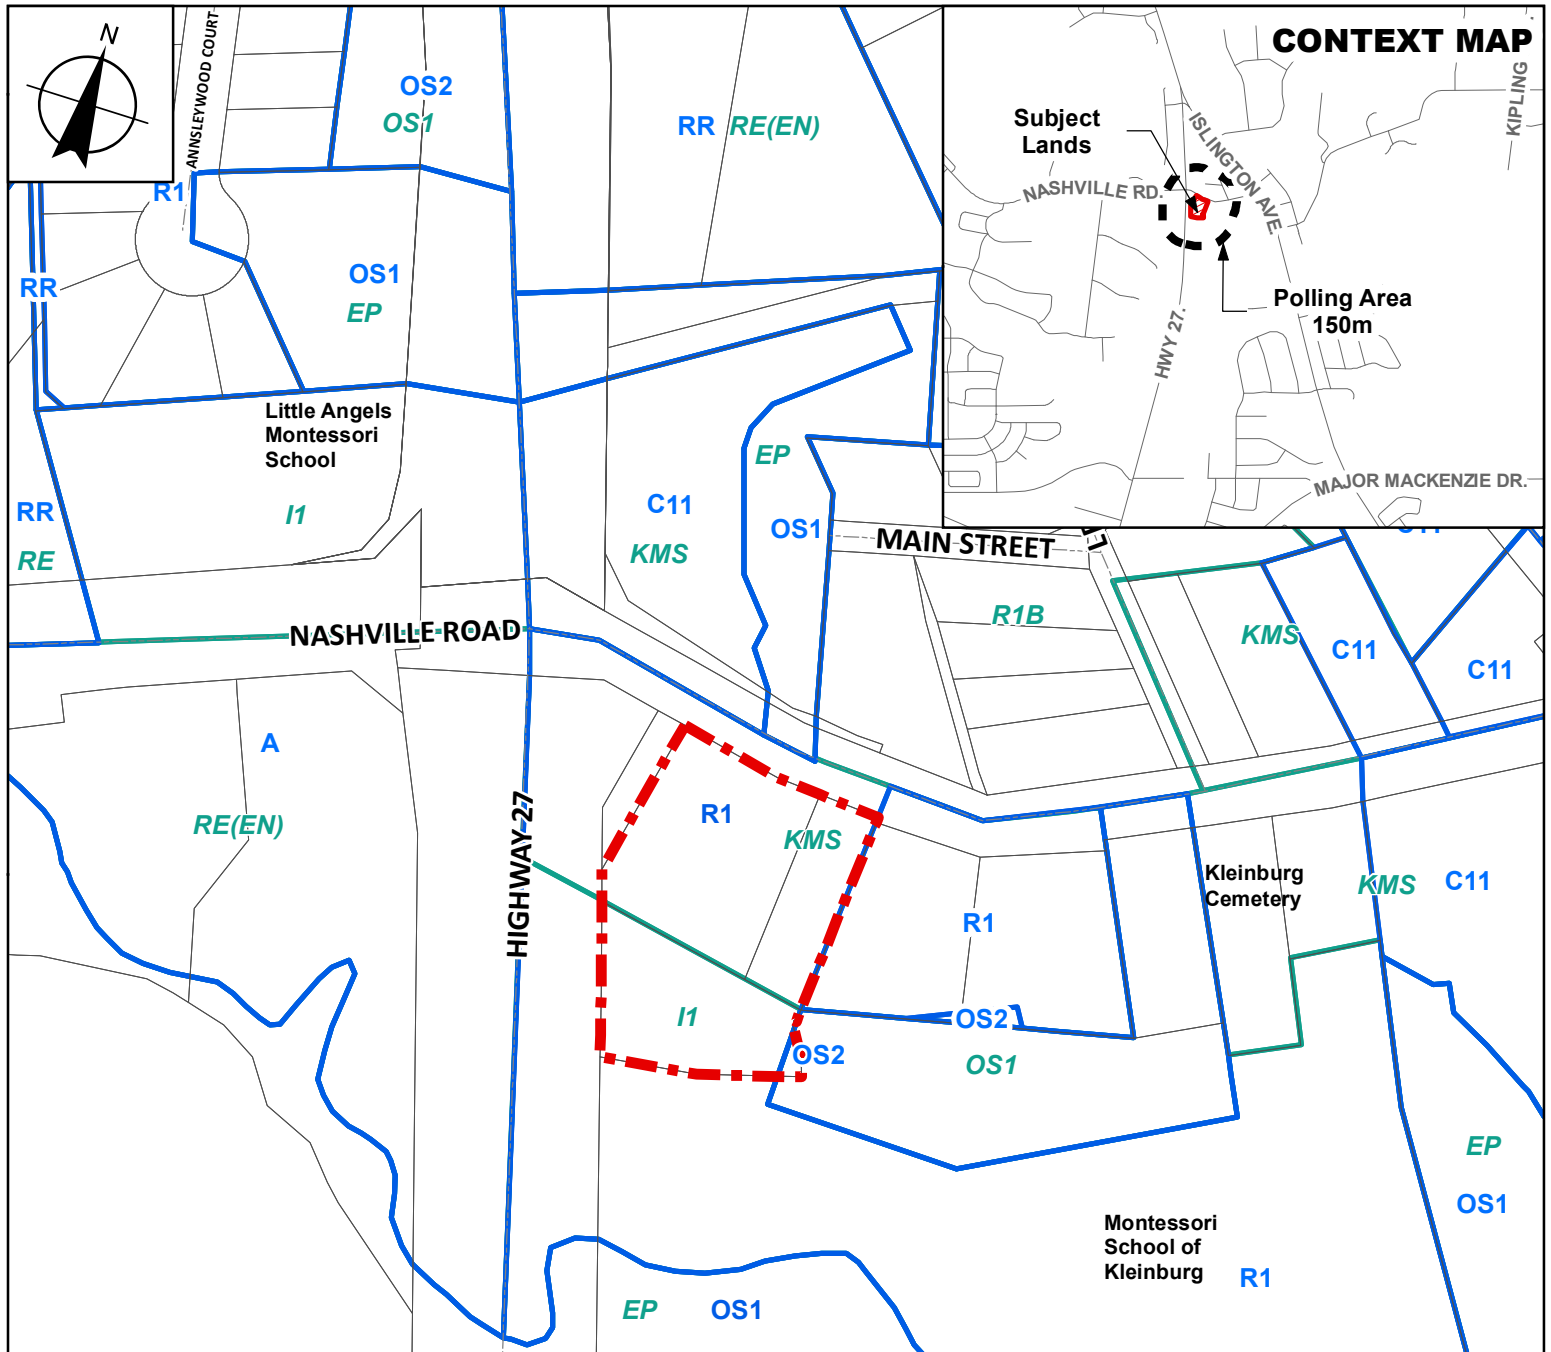 N
ANNSLEYWOOD COURT
OS2
OS1
RR
RE(EN)
R1
RR
OS1
EP
Little Angels
Montessori
School
RR
RE
I1
C11
KMS
EP
OS1
MAIN STREET
R1B
KMS
C11
C11
NASHVILLE ROAD
A
RE(EN)
HIGHWAY 27
R1
KMS
I1
OS2
R1
OS2
OS1
Kleinburg
Cemetery
KMS
C11
EP
OS1
Montessori
School of
Kleinburg
R1
EP
OS1
CONTEXT MAP
KIPLING
Subject
Lands
ISLINGTON AVE.
NASHVILLE RD.
Polling Area
150m
HWY 27.
MAJOR MACKENZIE DR.